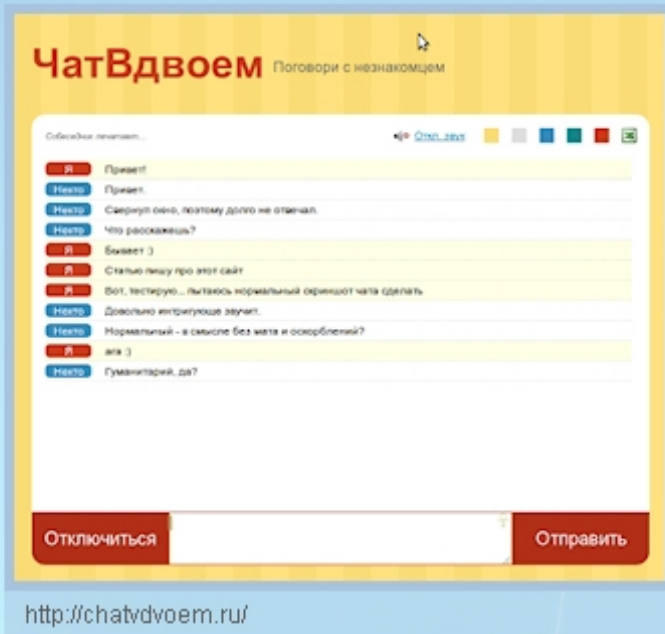 ЧатВдвоем Поговори с незнакомцем
Собеседник печатает... Откл. звук
Я Привет!
Некто Привет.
Некто Свернул окно, поэтому долго не отвечал.
Некто Что расскажешь?
Я Бывает :)
Я Статью пишу про этот сайт
Я Вот, тестирую... пытаюсь нормальный скриншот чата сделать
Некто Довольно интригующе звучит.
Некто Нормальный - в смысле без мата и оскорблений?
Я ага :)
Некто Гуманитарий, да?
Отключиться Отправить
http://chatvdvoem.ru/